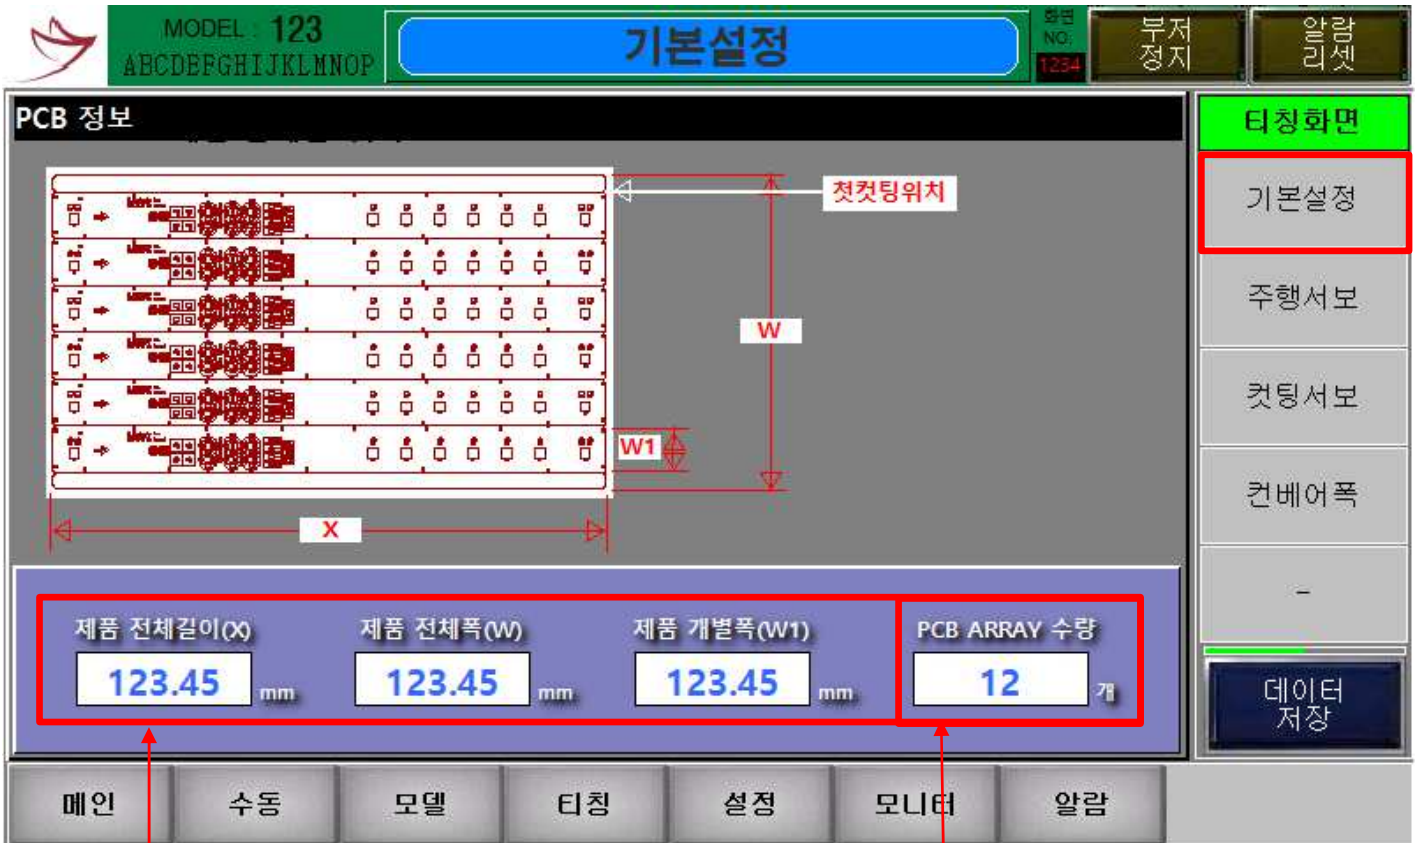 MODEL : 123
ABCDEFGHIJKLMNOP
기본설정
화면
NO.
1234
부저
정지
알람
리셋
PCB 정보
티칭화면
첫컷팅위치
기본설정
주행서보
W
컷팅서보
W1
컨베어폭
X
-
제품 전체길이(X)
제품 전체폭(W)
제품 개별폭(W1)
PCB ARRAY 수량
123.45 mm
123.45 mm
123.45 mm
12 개
데이터
저장
메인
수동
모델
티칭
설정
모니터
알람